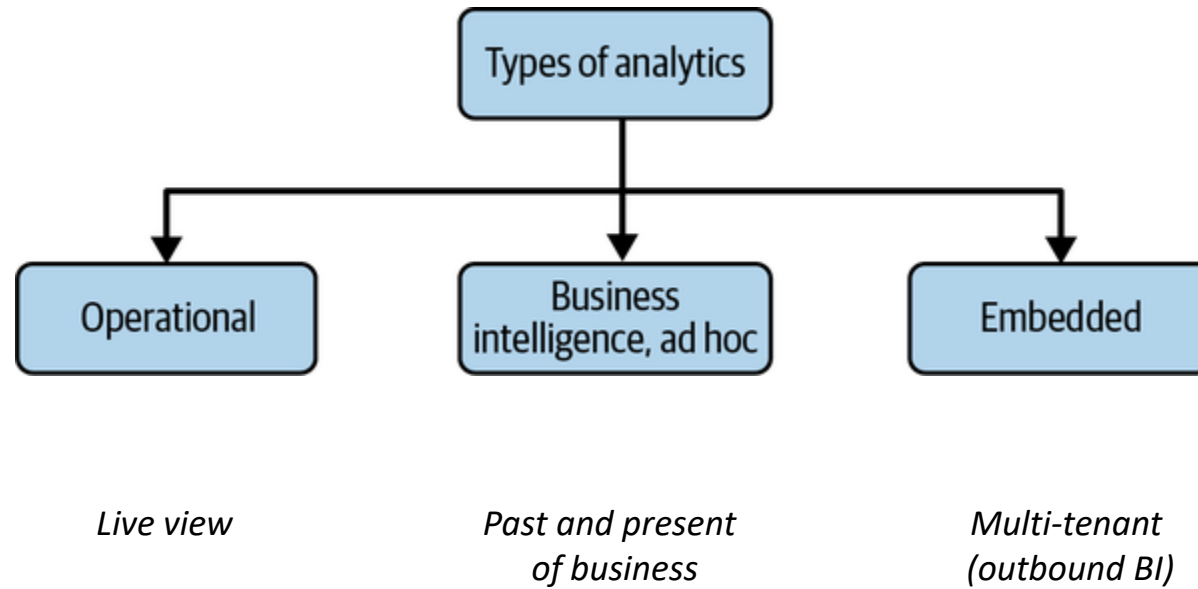 Types of analytics
Operational
Business
intelligence, ad hoc
Embedded
Live view
Past and present
of business
Multi-tenant
(outbound BI)